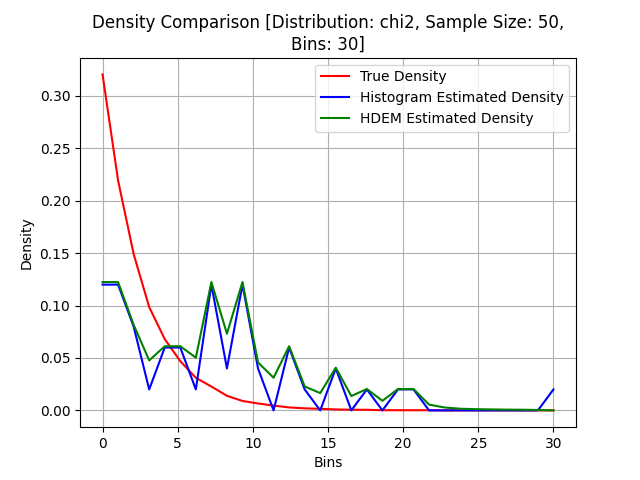 Density Comparison [Distribution: chi2, Sample Size: 50,
Bins: 30]
True Density
Histogram Estimated Density
HDEM Estimated Density
Density
0.30
0.25
0.20
0.15
0.10
0.05
0.00
0 5 10 15 20 25 30
Bins